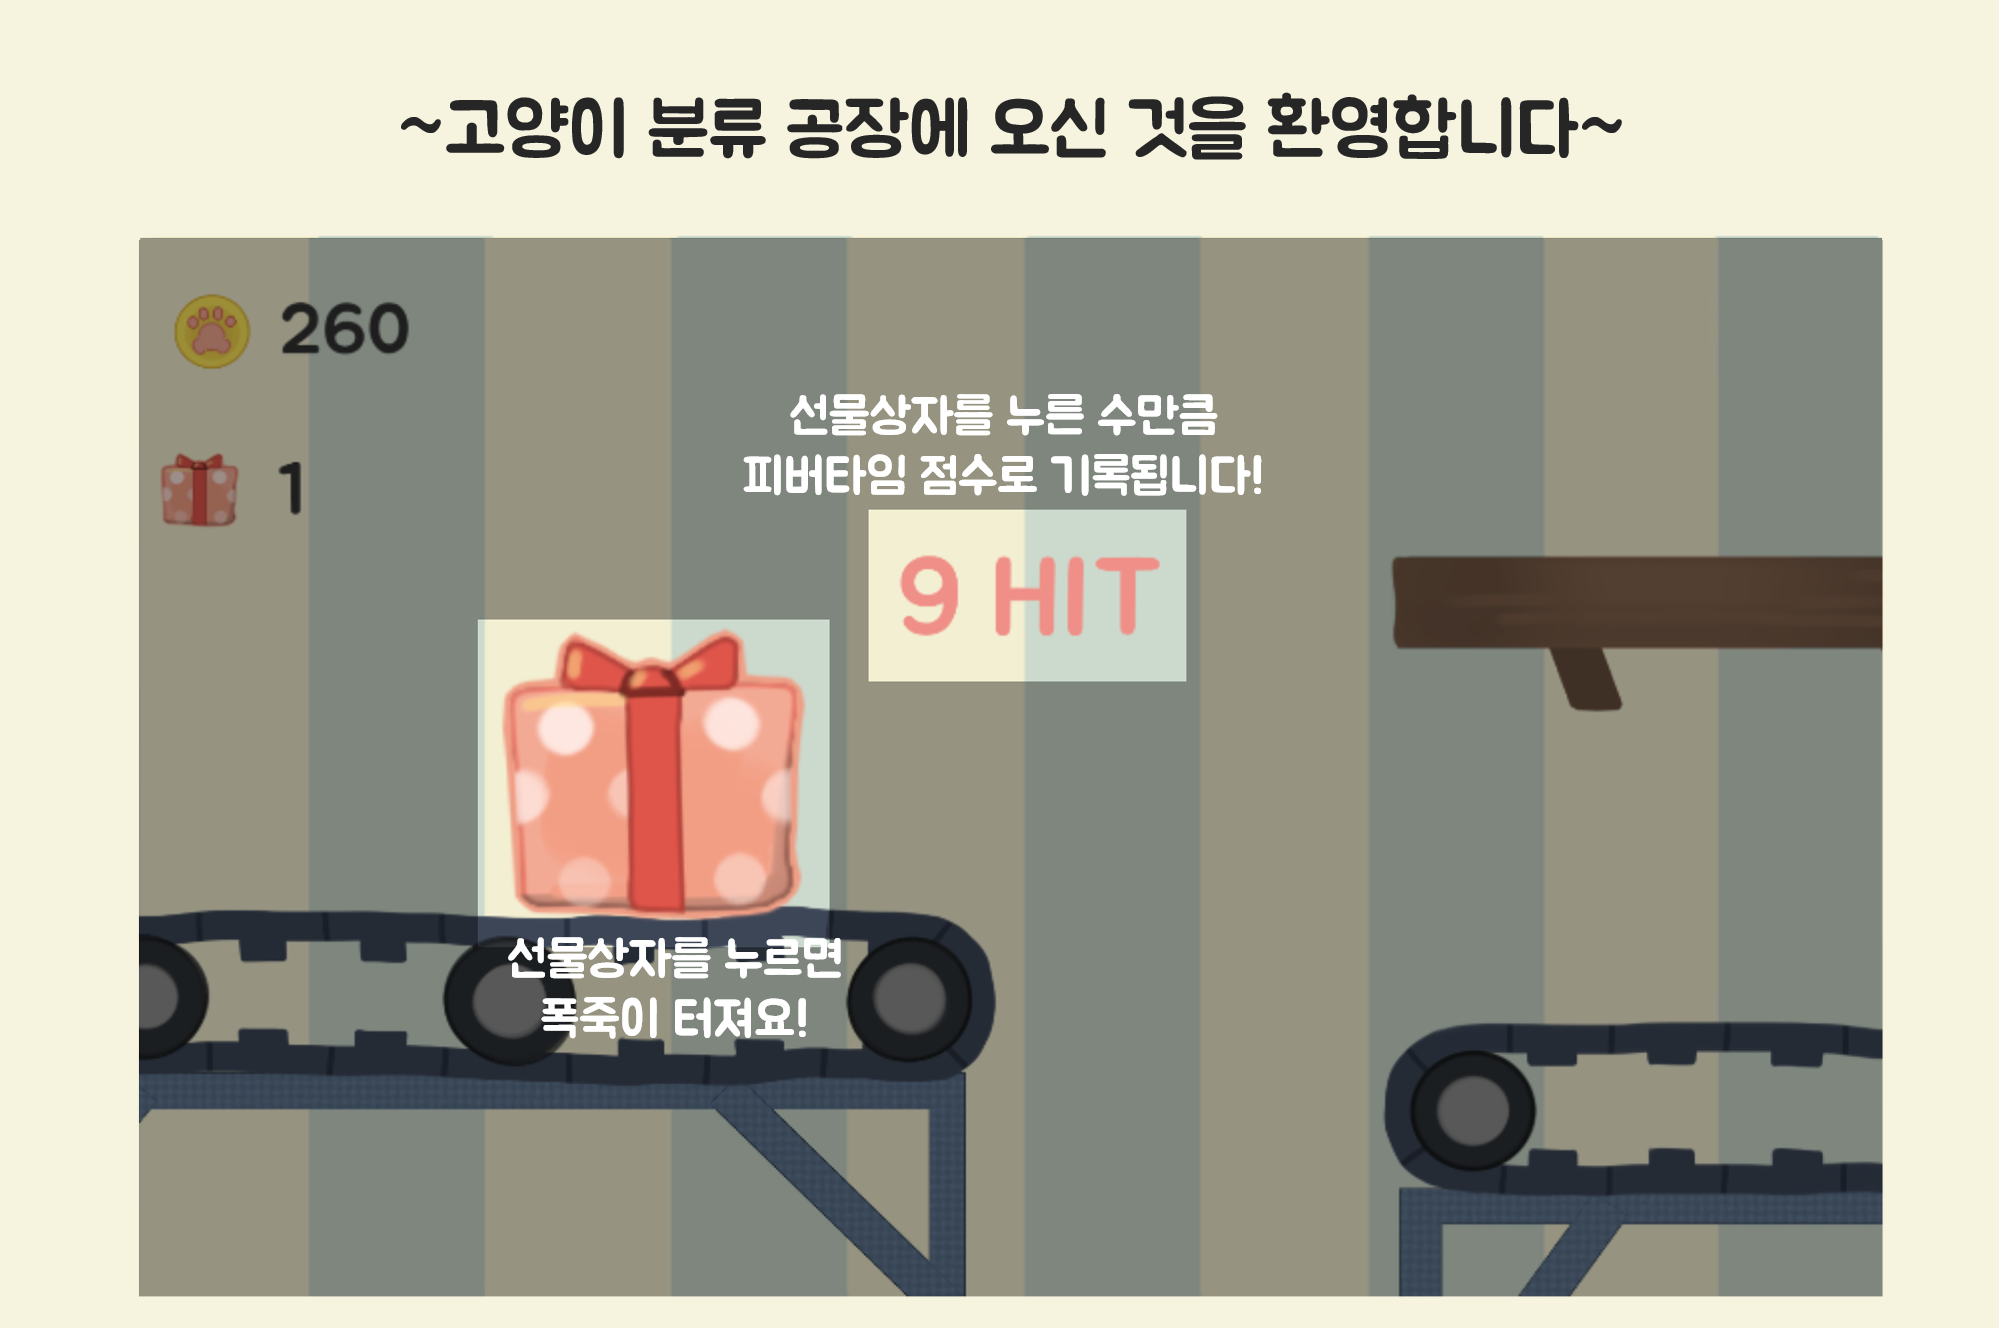 ~고양이 분류 공장에 오신 것을 환영합니다~
260
1
선물상자를 누른 수만큼
피버타임 점수로 기록됩니다!
9 HIT
선물상자를 누르면
폭죽이 터져요!